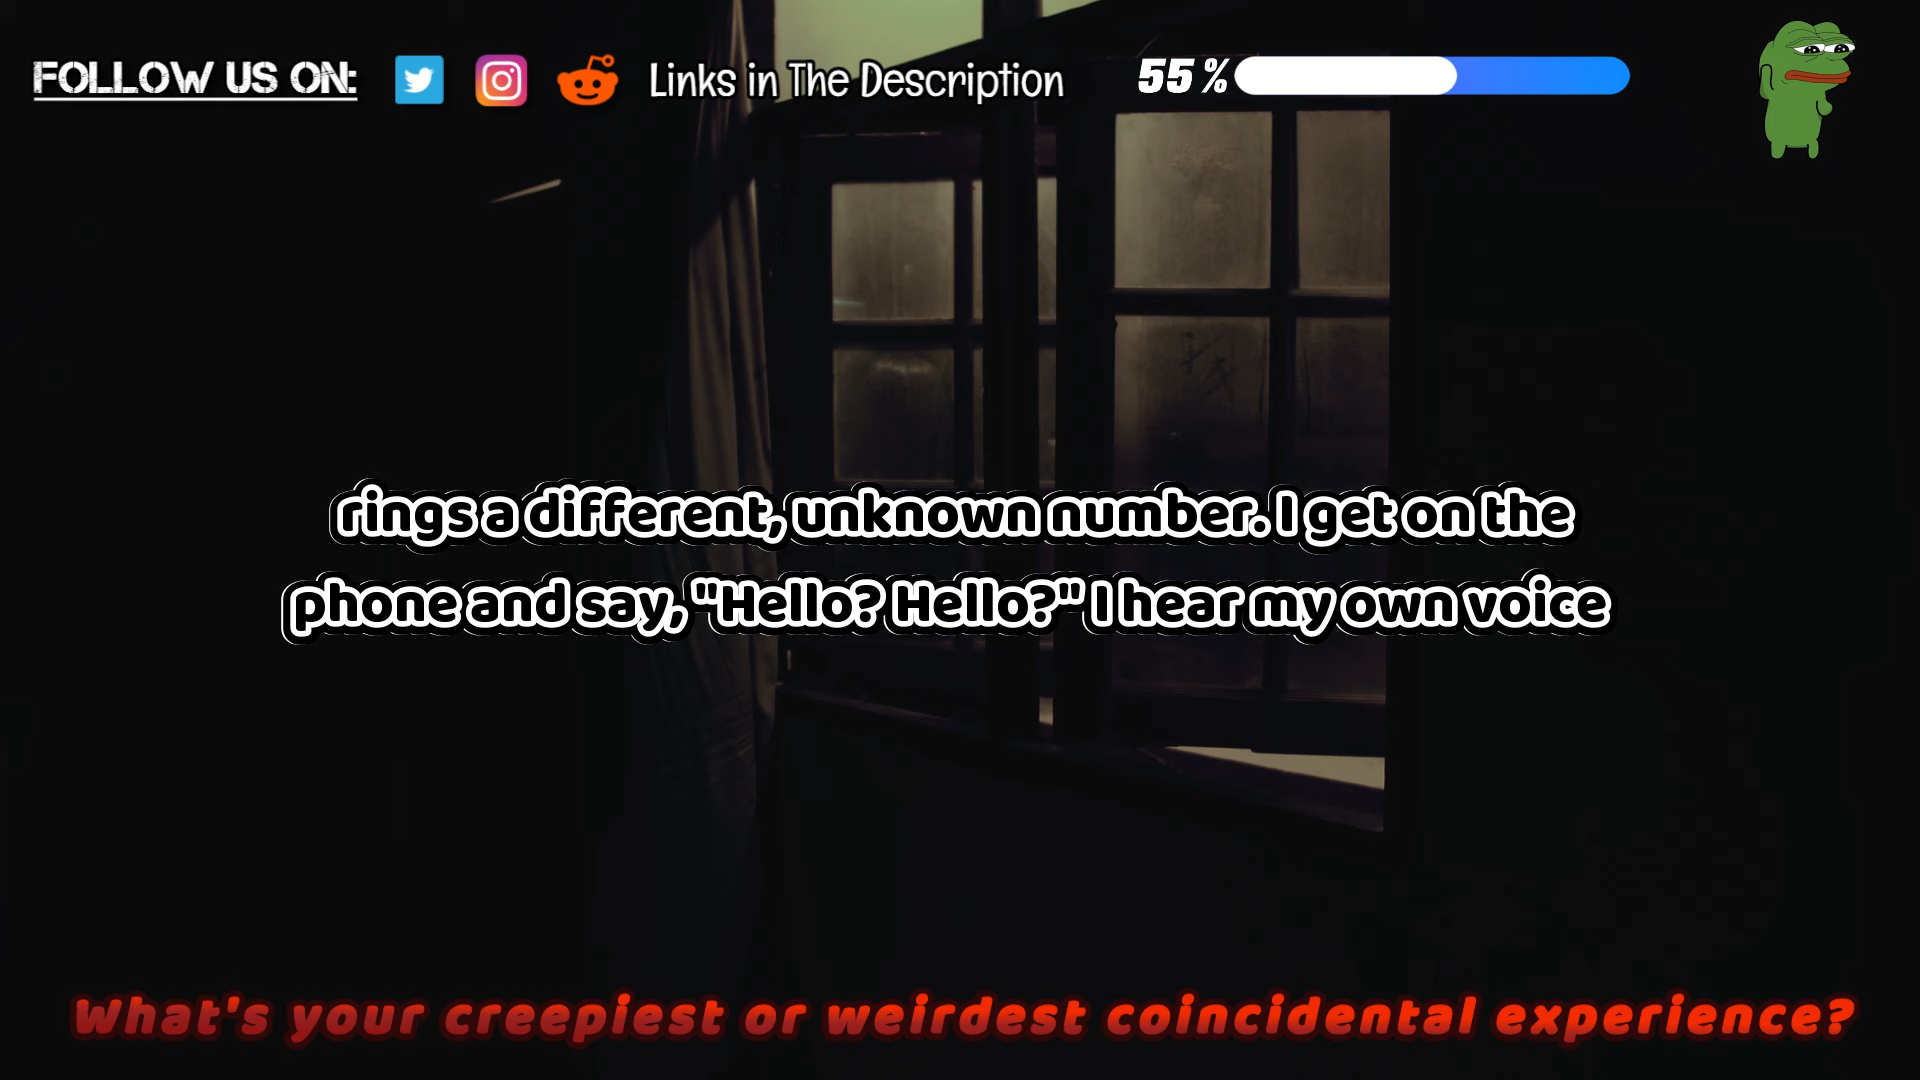 FOLLOW US ON:
Links in The Description
55 %
rings a different, unknown number. I get on the
phone and say, "Hello? Hello?" I hear my own voice
What's your creepiest or weirdest coincidental experience?